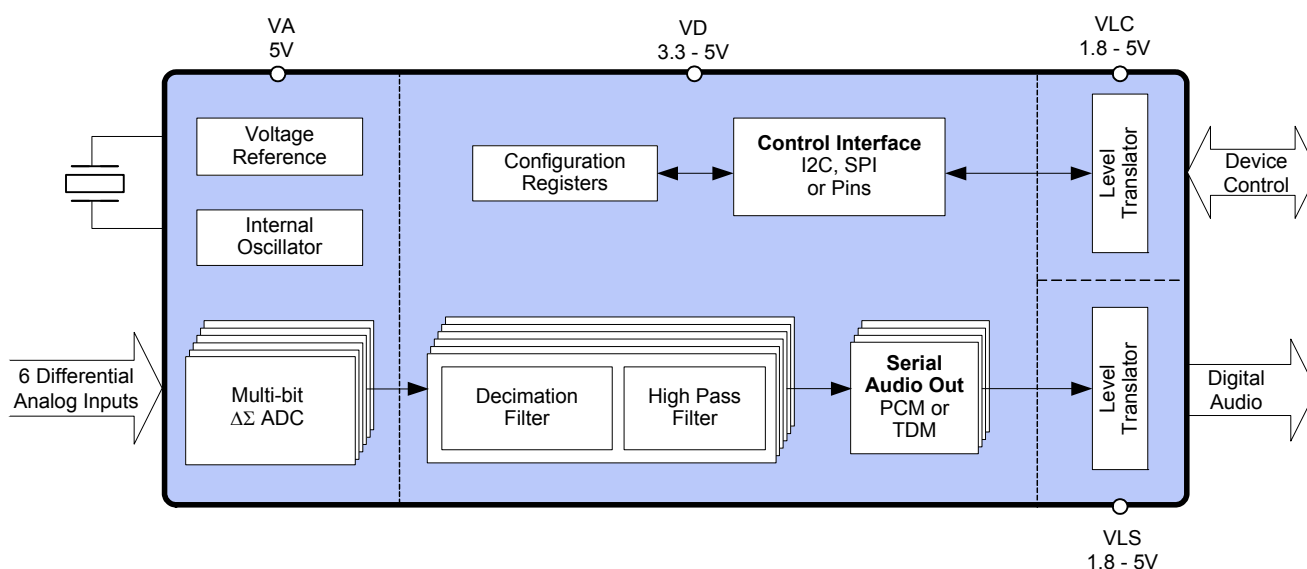 VA
5V
VD
3.3 - 5V
VLC
1.8 - 5V
Voltage
Reference
Internal
Oscillator
Configuration
Registers
Control Interface
I2C, SPI
or Pins
Level
Translator
Device
Control
6 Differential
Analog Inputs
Multi-bit
ΔΣ ADC
Decimation
Filter
High Pass
Filter
Serial
Audio Out
PCM or
TDM
Level
Translator
Digital
Audio
VLS
1.8 - 5V